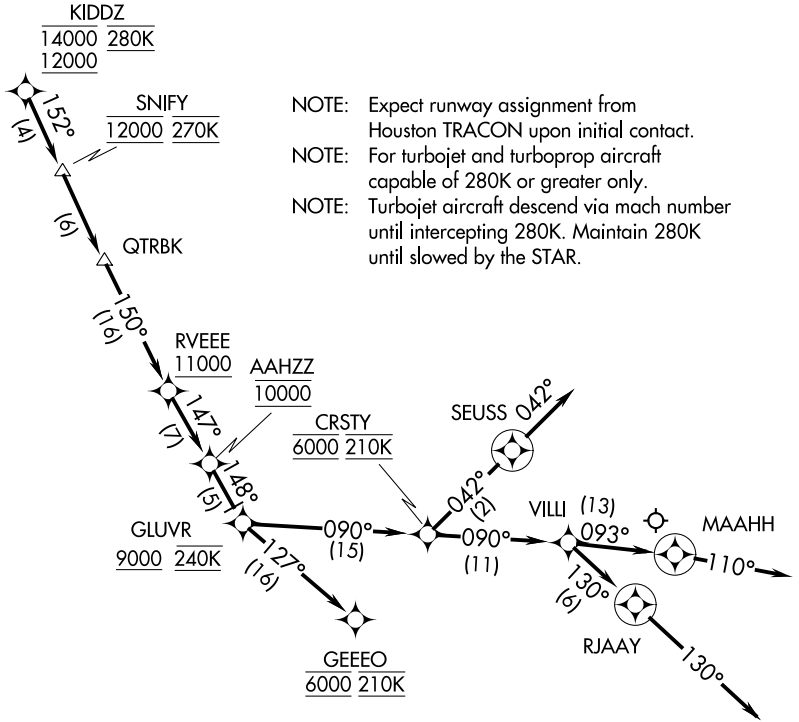 KIDDZ
14000 280K
12000
152°
(4)
SNIFY
12000 270K
(6)
QTRBK
150°
(16)
NOTE: Expect runway assignment from
Houston TRACON upon initial contact.
NOTE: For turbojet and turboprop aircraft
capable of 280K or greater only.
NOTE: Turbojet aircraft descend via mach number
until intercepting 280K. Maintain 280K
until slowed by the STAR.
RVEEE
11000
147°
(7)
AAHZZ
10000
148°
(5)
GLUVR
9000 240K
127°
(16)
GEEEO
6000 210K
090°
(15)
CRSTY
6000 210K
042°
(2)
SEUSS
042°
090°
(11)
VILLI
(13)
093°
MAAHH
110°
130°
(6)
RJAAY
130°